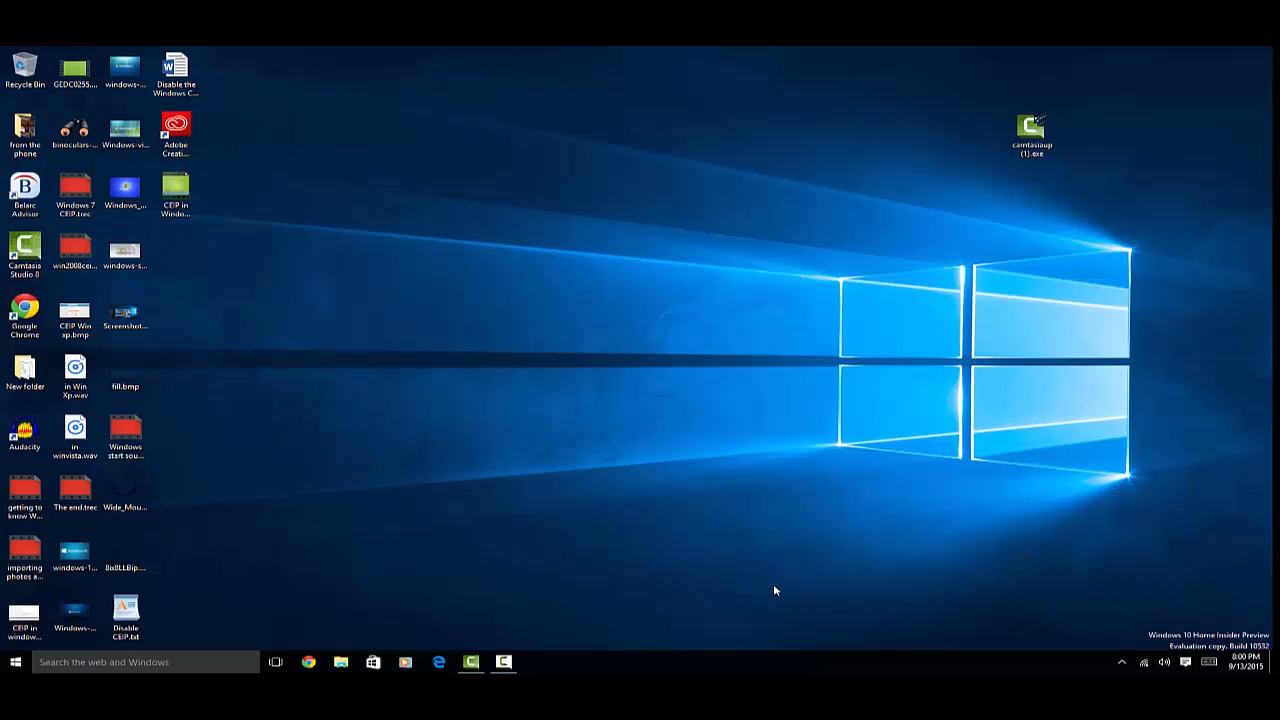 Recycle Bin
GEDC0255....
windows-...
Disable the
Windows C...
from the
phone
binoculars-...
Windows-vi...
Adobe
Creati...
camtasiaup
(1).exe
Belarc
Advisor
Windows 7
CEIP.trec
Windows_...
CEIP in
Windo...
Camtasia
Studio 8
win2008cei...
windows-s...
Google
Chrome
CEIP Win
xp.bmp
Screenshot...
New folder
in Win
Xp.wav
fill.bmp
Audacity
in
winvista.wav
Windows
start sou...
getting to
know W...
The end.trec
Wide_Mou...
importing
photos a...
windows-1...
CEIP in
window...
Windows-...
Disable
CEIP.txt
Windows 10 Home Insider Preview
Evaluation copy. Build 10532
Search the web and Windows
8:00 PM
9/13/2015